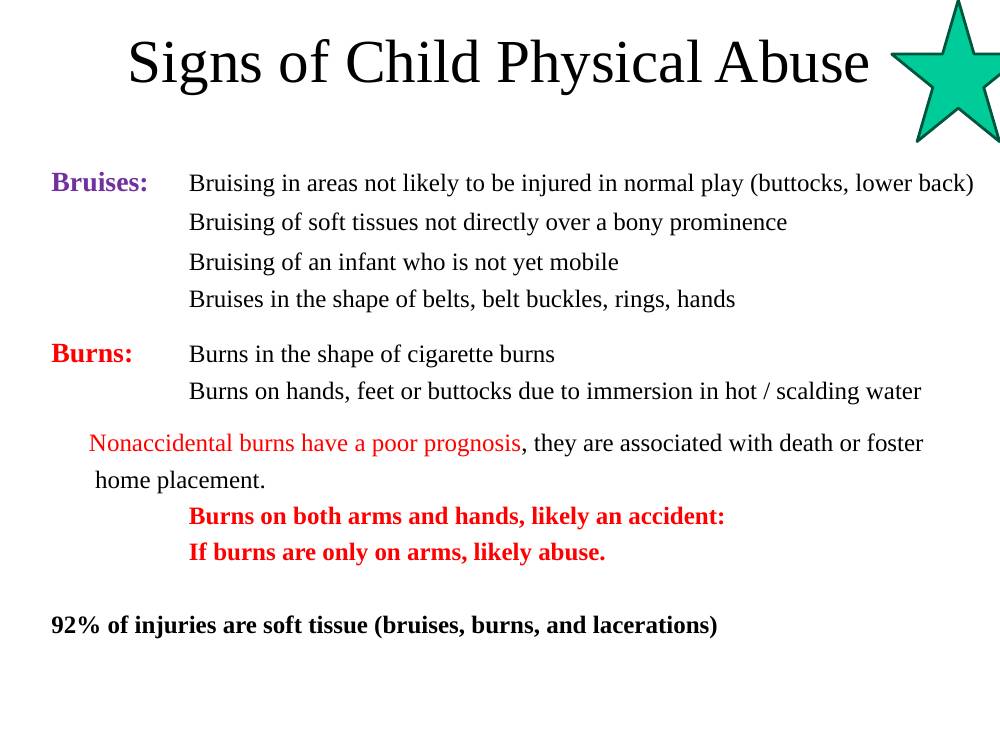 Signs of Child Physical Abuse
Bruises: Bruising in areas not likely to be injured in normal play (buttocks, lower back)
Bruising of soft tissues not directly over a bony prominence
Bruising of an infant who is not yet mobile
Bruises in the shape of belts, belt buckles, rings, hands
Burns: Burns in the shape of cigarette burns
Burns on hands, feet or buttocks due to immersion in hot / scalding water
Nonaccidental burns have a poor prognosis, they are associated with death or foster
home placement.
Burns on both arms and hands, likely an accident:
If burns are only on arms, likely abuse.
92% of injuries are soft tissue (bruises, burns, and lacerations)